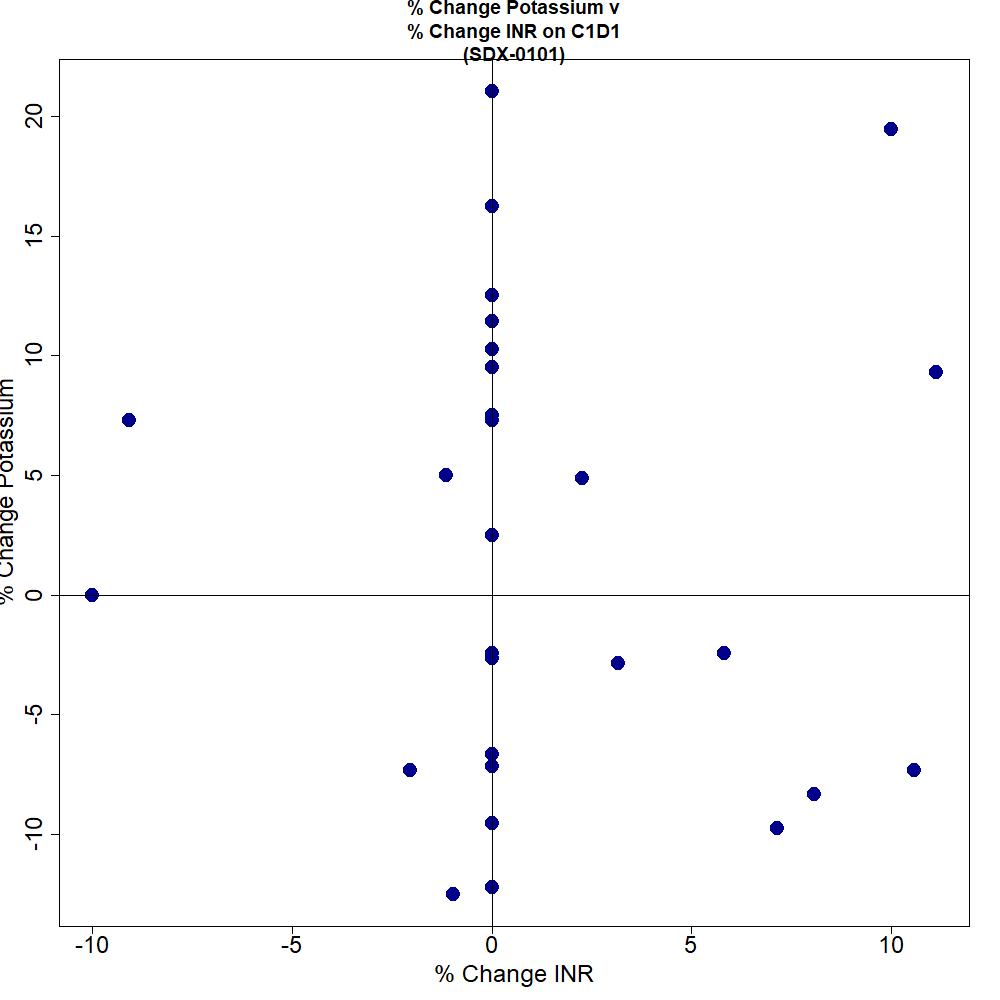 % Change Potassium v
% Change INR on C1D1
(SDX-0101)
% Change Potassium
20
15
10
5
0
-5
-10
-10
-5
0
5
10
% Change INR